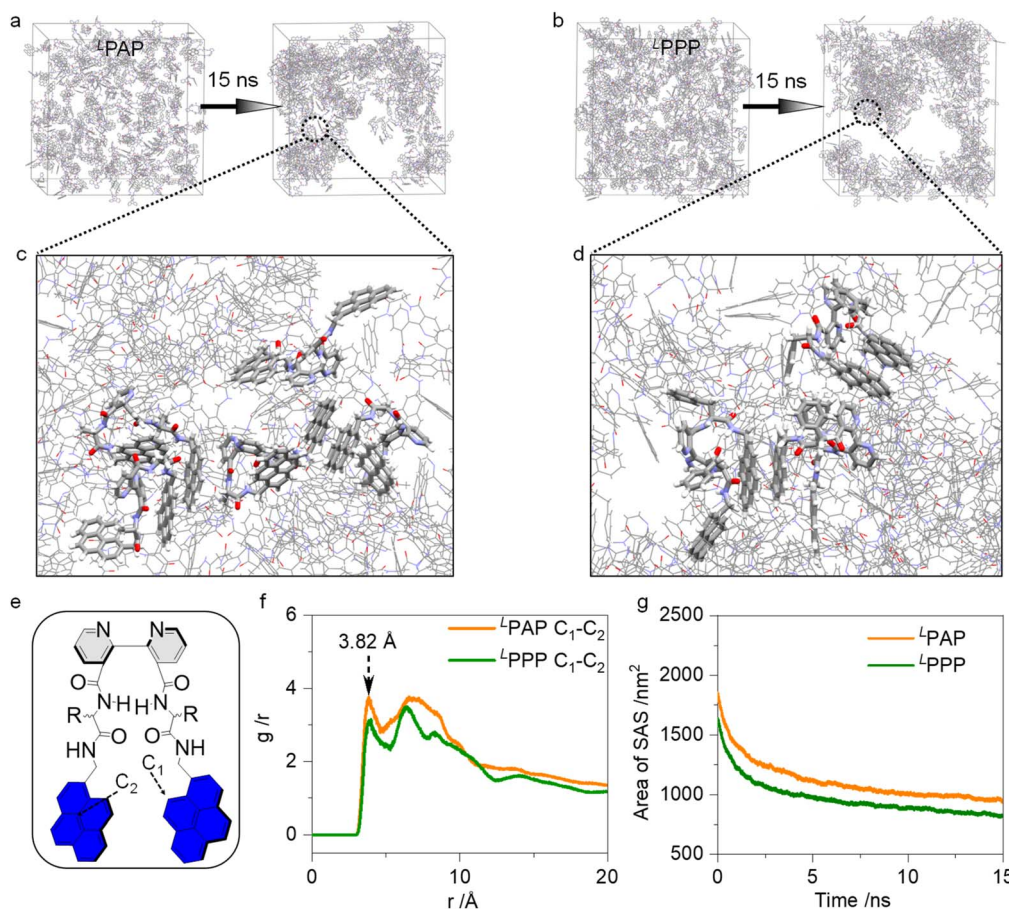 a
ᴸPAP
15 ns
b
ᴸPPP
15 ns
c
d
e
N N
O N-H H-N O
R R
O O
NH HN
C₂ C₁
f
3.82 Å
ᴸPAP C₁-C₂
ᴸPPP C₁-C₂
g /r
6
4
2
0
0 5 10 15 20
r /Å
g
ᴸPAP
ᴸPPP
Area of SAS /nm²
2500
2000
1500
1000
500
0 5 10 15
Time /ns